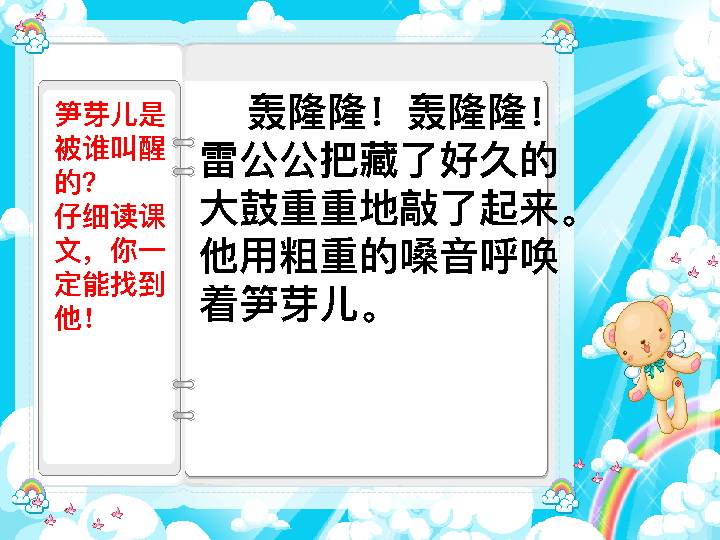 笋芽儿是
被谁叫醒
的？
仔细读课
文，你一
定能找到
他！
轰隆隆！轰隆隆！
雷公公把藏了好久的
大鼓重重地敲了起来。
他用粗重的嗓音呼唤
着笋芽儿。